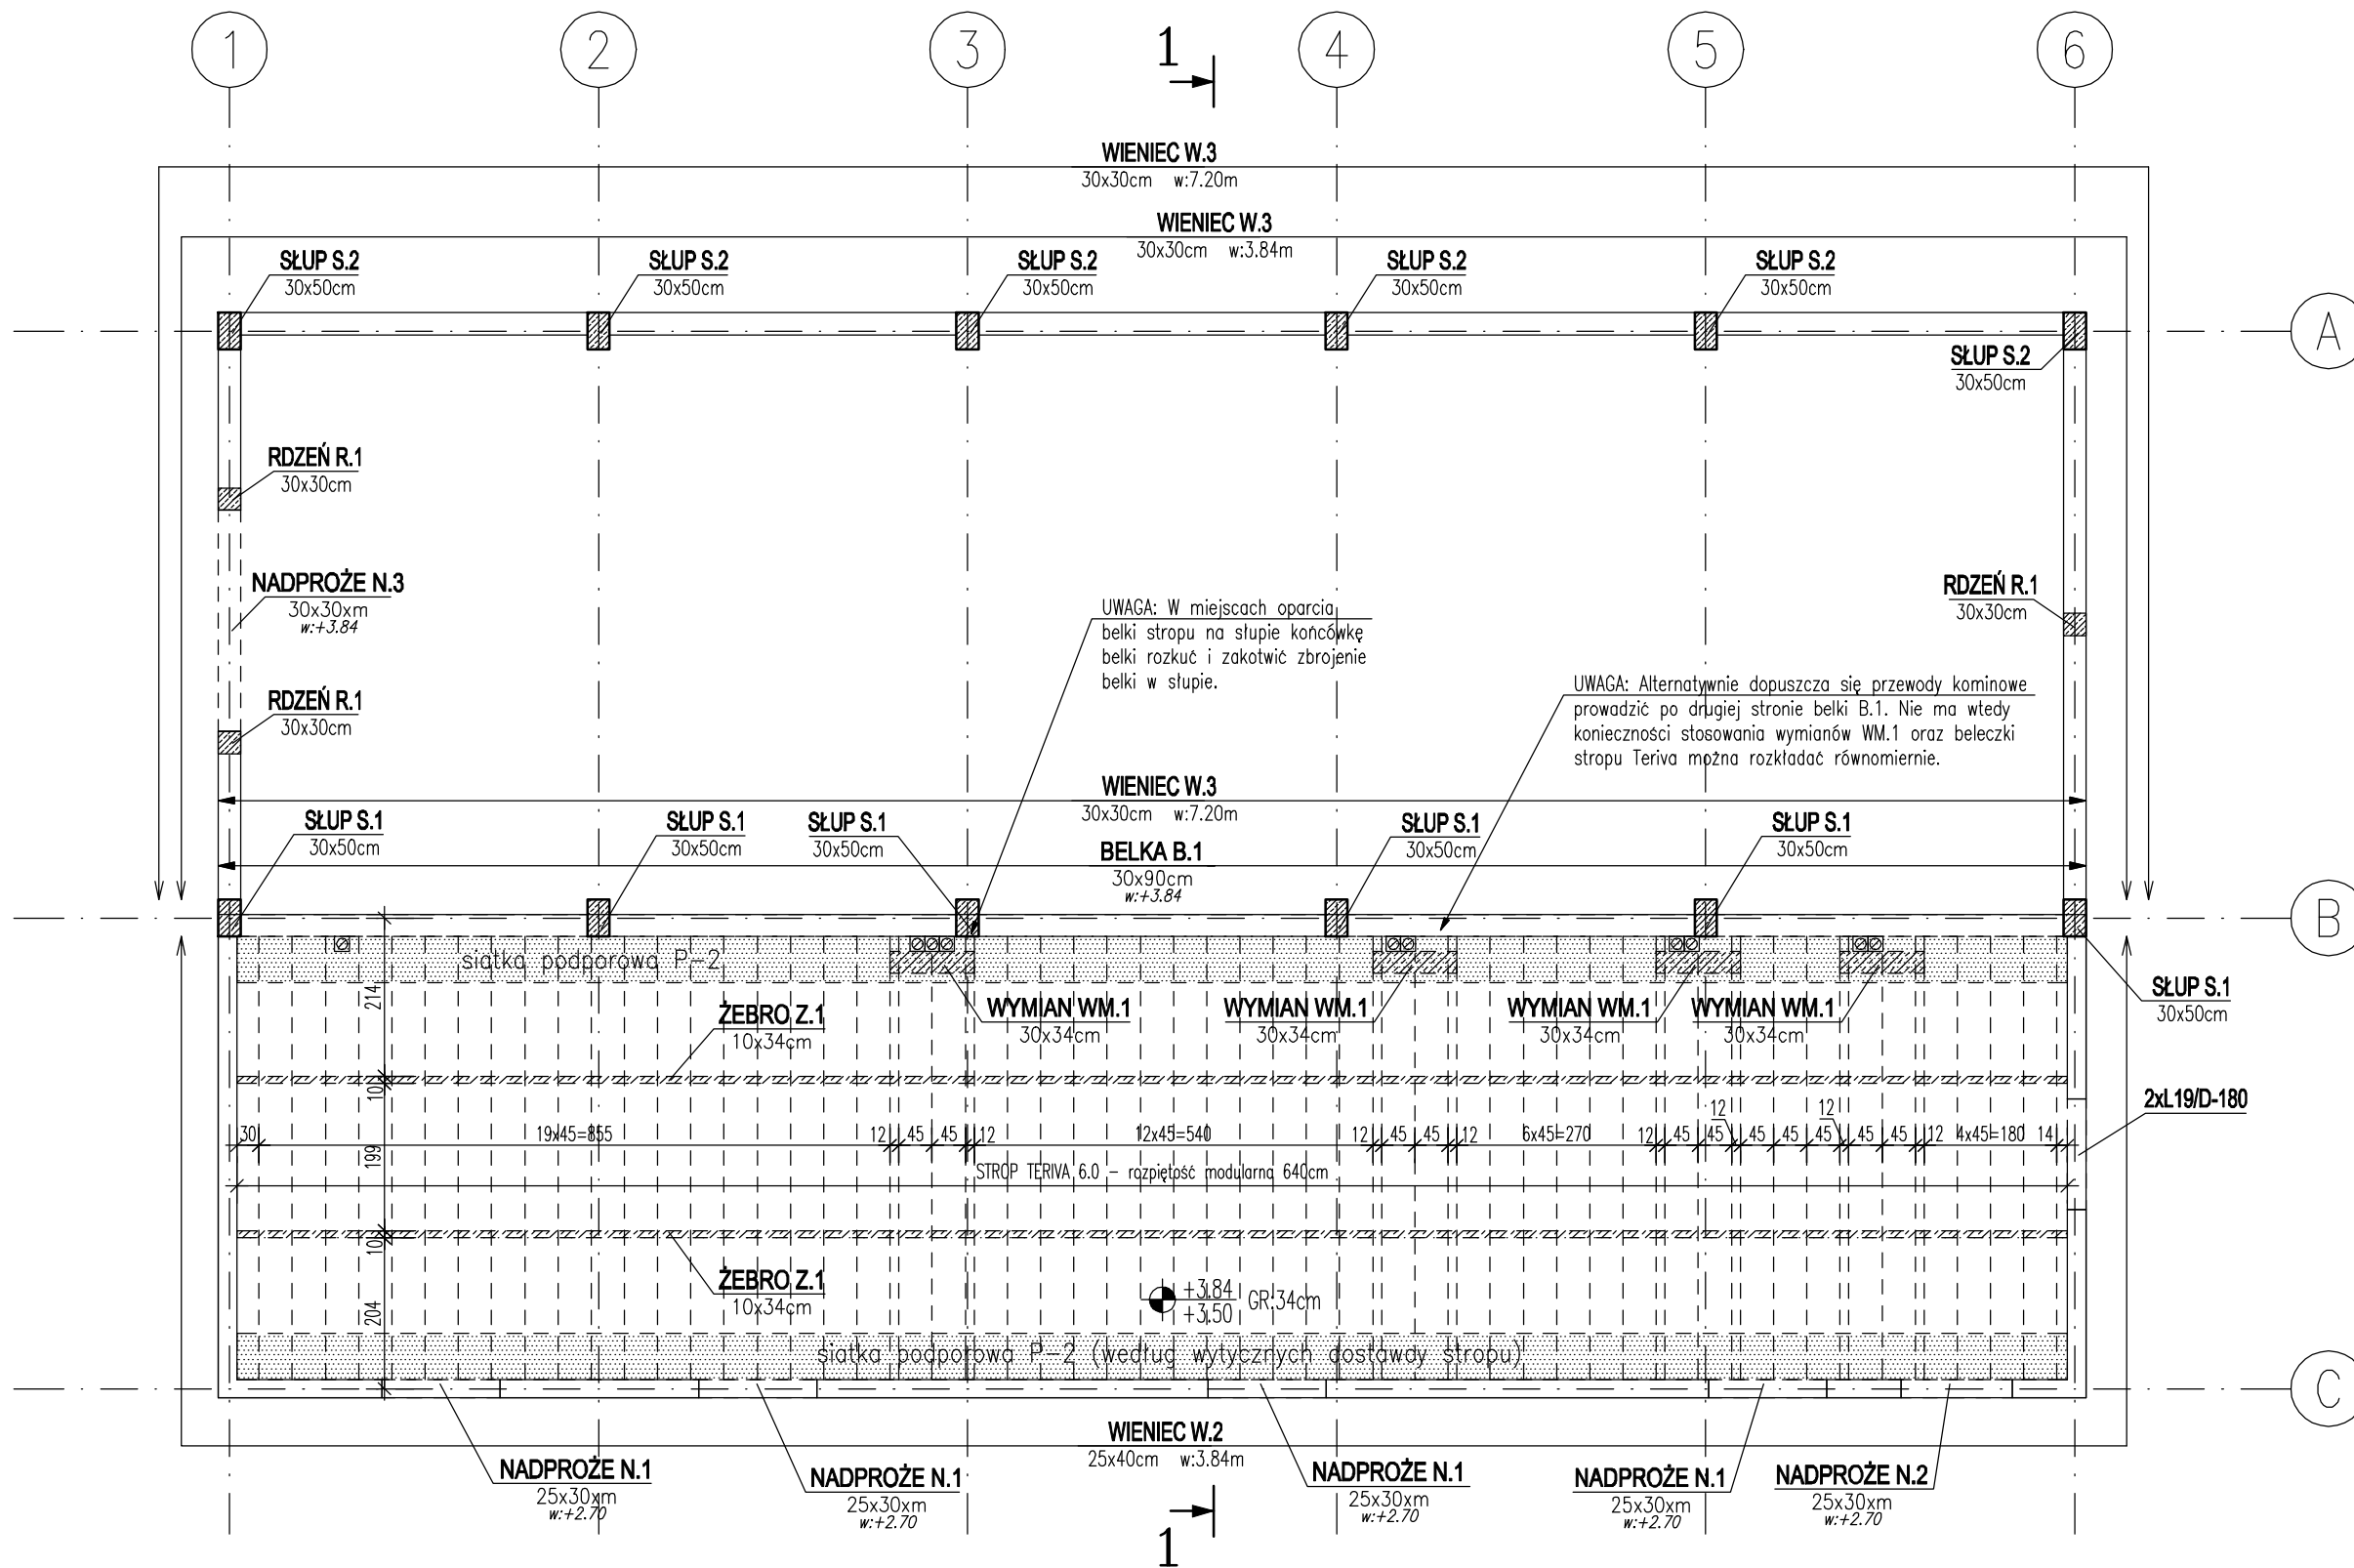 1 2 3 4 5 6
1
WIENIEC W.3
30x30cm w:7.20m
WIENIEC W.3
30x30cm w:3.84m
SŁUP S.2
30x50cm
SŁUP S.2
30x50cm
SŁUP S.2
30x50cm
SŁUP S.2
30x50cm
SŁUP S.2
30x50cm
A
SŁUP S.2
30x50cm
RDZEŃ R.1
30x30cm
NADPROŻE N.3
30x30xm
w:+3.84
RDZEŃ R.1
30x30cm
UWAGA: W miejscach oparcia
belki stropu na słupie końcówkę
belki rozkuć i zakotwić zbrojenie
belki w słupie.
RDZEŃ R.1
30x30cm
UWAGA: Alternatywnie dopuszcza się przewody kominowe
prowadzić po drugiej stronie belki B.1. Nie ma wtedy
konieczności stosowania wymianów WM.1 oraz beleczki
stropu Teriva można rozkładać równomiernie.
WIENIEC W.3
30x30cm w:7.20m
SŁUP S.1
30x50cm
SŁUP S.1
30x50cm
SŁUP S.1
30x50cm
BELKA B.1
30x90cm
w:+3.84
SŁUP S.1
30x50cm
SŁUP S.1
30x50cm
B
siatka podporowa P-2
SŁUP S.1
30x50cm
214
ŻEBRO Z.1
10x34cm
WYMIAN WM.1
30x34cm
WYMIAN WM.1
30x34cm
WYMIAN WM.1
30x34cm
WYMIAN WM.1
30x34cm
10
2xL19/D-180
12 12
30 19x45=855 12 45 45 12 12x45=540 12 45 45 12 6x45=270 12 45 45 45 45 45 45 12 4x45=180 14
199
STROP TERIVA 6.0 - rozpiętość modularna 640cm
10
ŻEBRO Z.1
10x34cm
204
+3.84
+3.50
GR.34cm
siatka podporowa P-2 (według wytycznych dostawdy stropu)
C
WIENIEC W.2
25x40cm w:3.84m
NADPROŻE N.1
25x30xm
w:+2.70
NADPROŻE N.1
25x30xm
w:+2.70
NADPROŻE N.1
25x30xm
w:+2.70
NADPROŻE N.1
25x30xm
w:+2.70
NADPROŻE N.2
25x30xm
w:+2.70
1